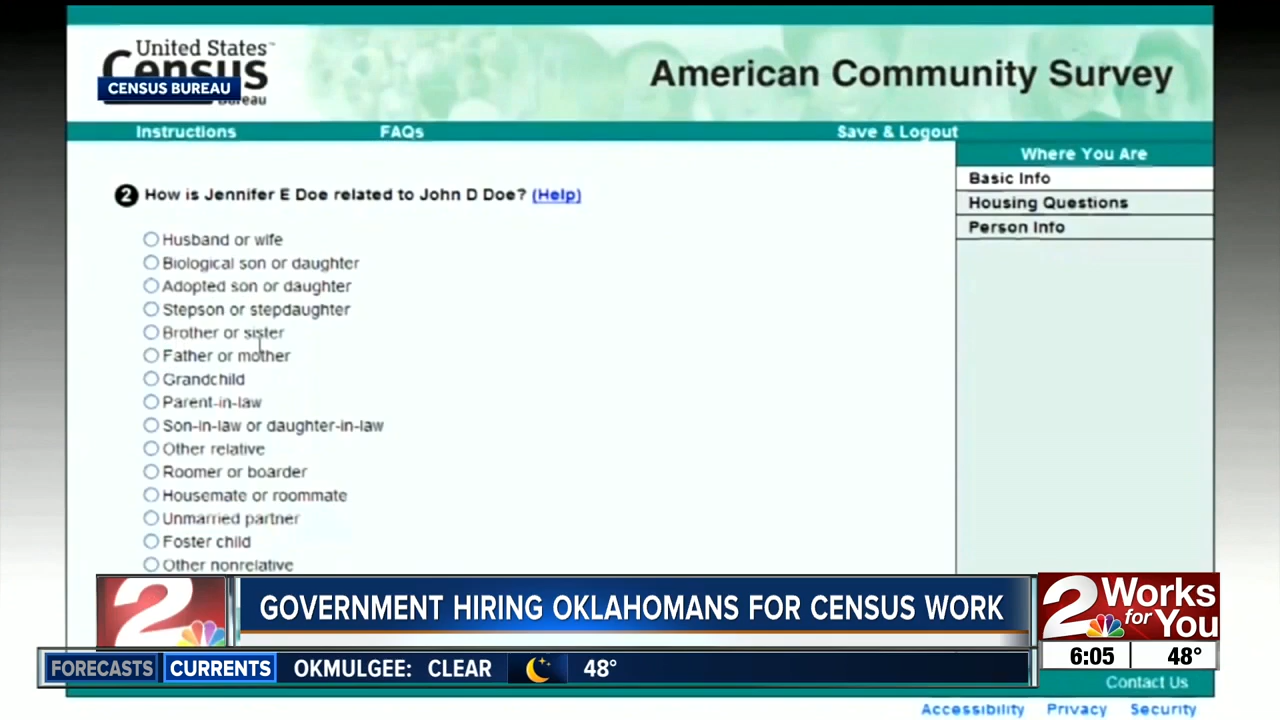 United States™
Census
CENSUS BUREAU
Bureau
American Community Survey
Instructions
FAQs
Save & Logout
Where You Are
Basic Info
Housing Questions
Person Info
2 How is Jennifer E Doe related to John D Doe? (Help)
Husband or wife
Biological son or daughter
Adopted son or daughter
Stepson or stepdaughter
Brother or sister
Father or mother
Grandchild
Parent-in-law
Son-in-law or daughter-in-law
Other relative
Roomer or boarder
Housemate or roommate
Unmarried partner
Foster child
Other nonrelative
2
GOVERNMENT HIRING OKLAHOMANS FOR CENSUS WORK
2 Works for You
6:05 48°
FORECASTS CURRENTS OKMULGEE: CLEAR 48°
Contact Us
Accessibility Privacy Security